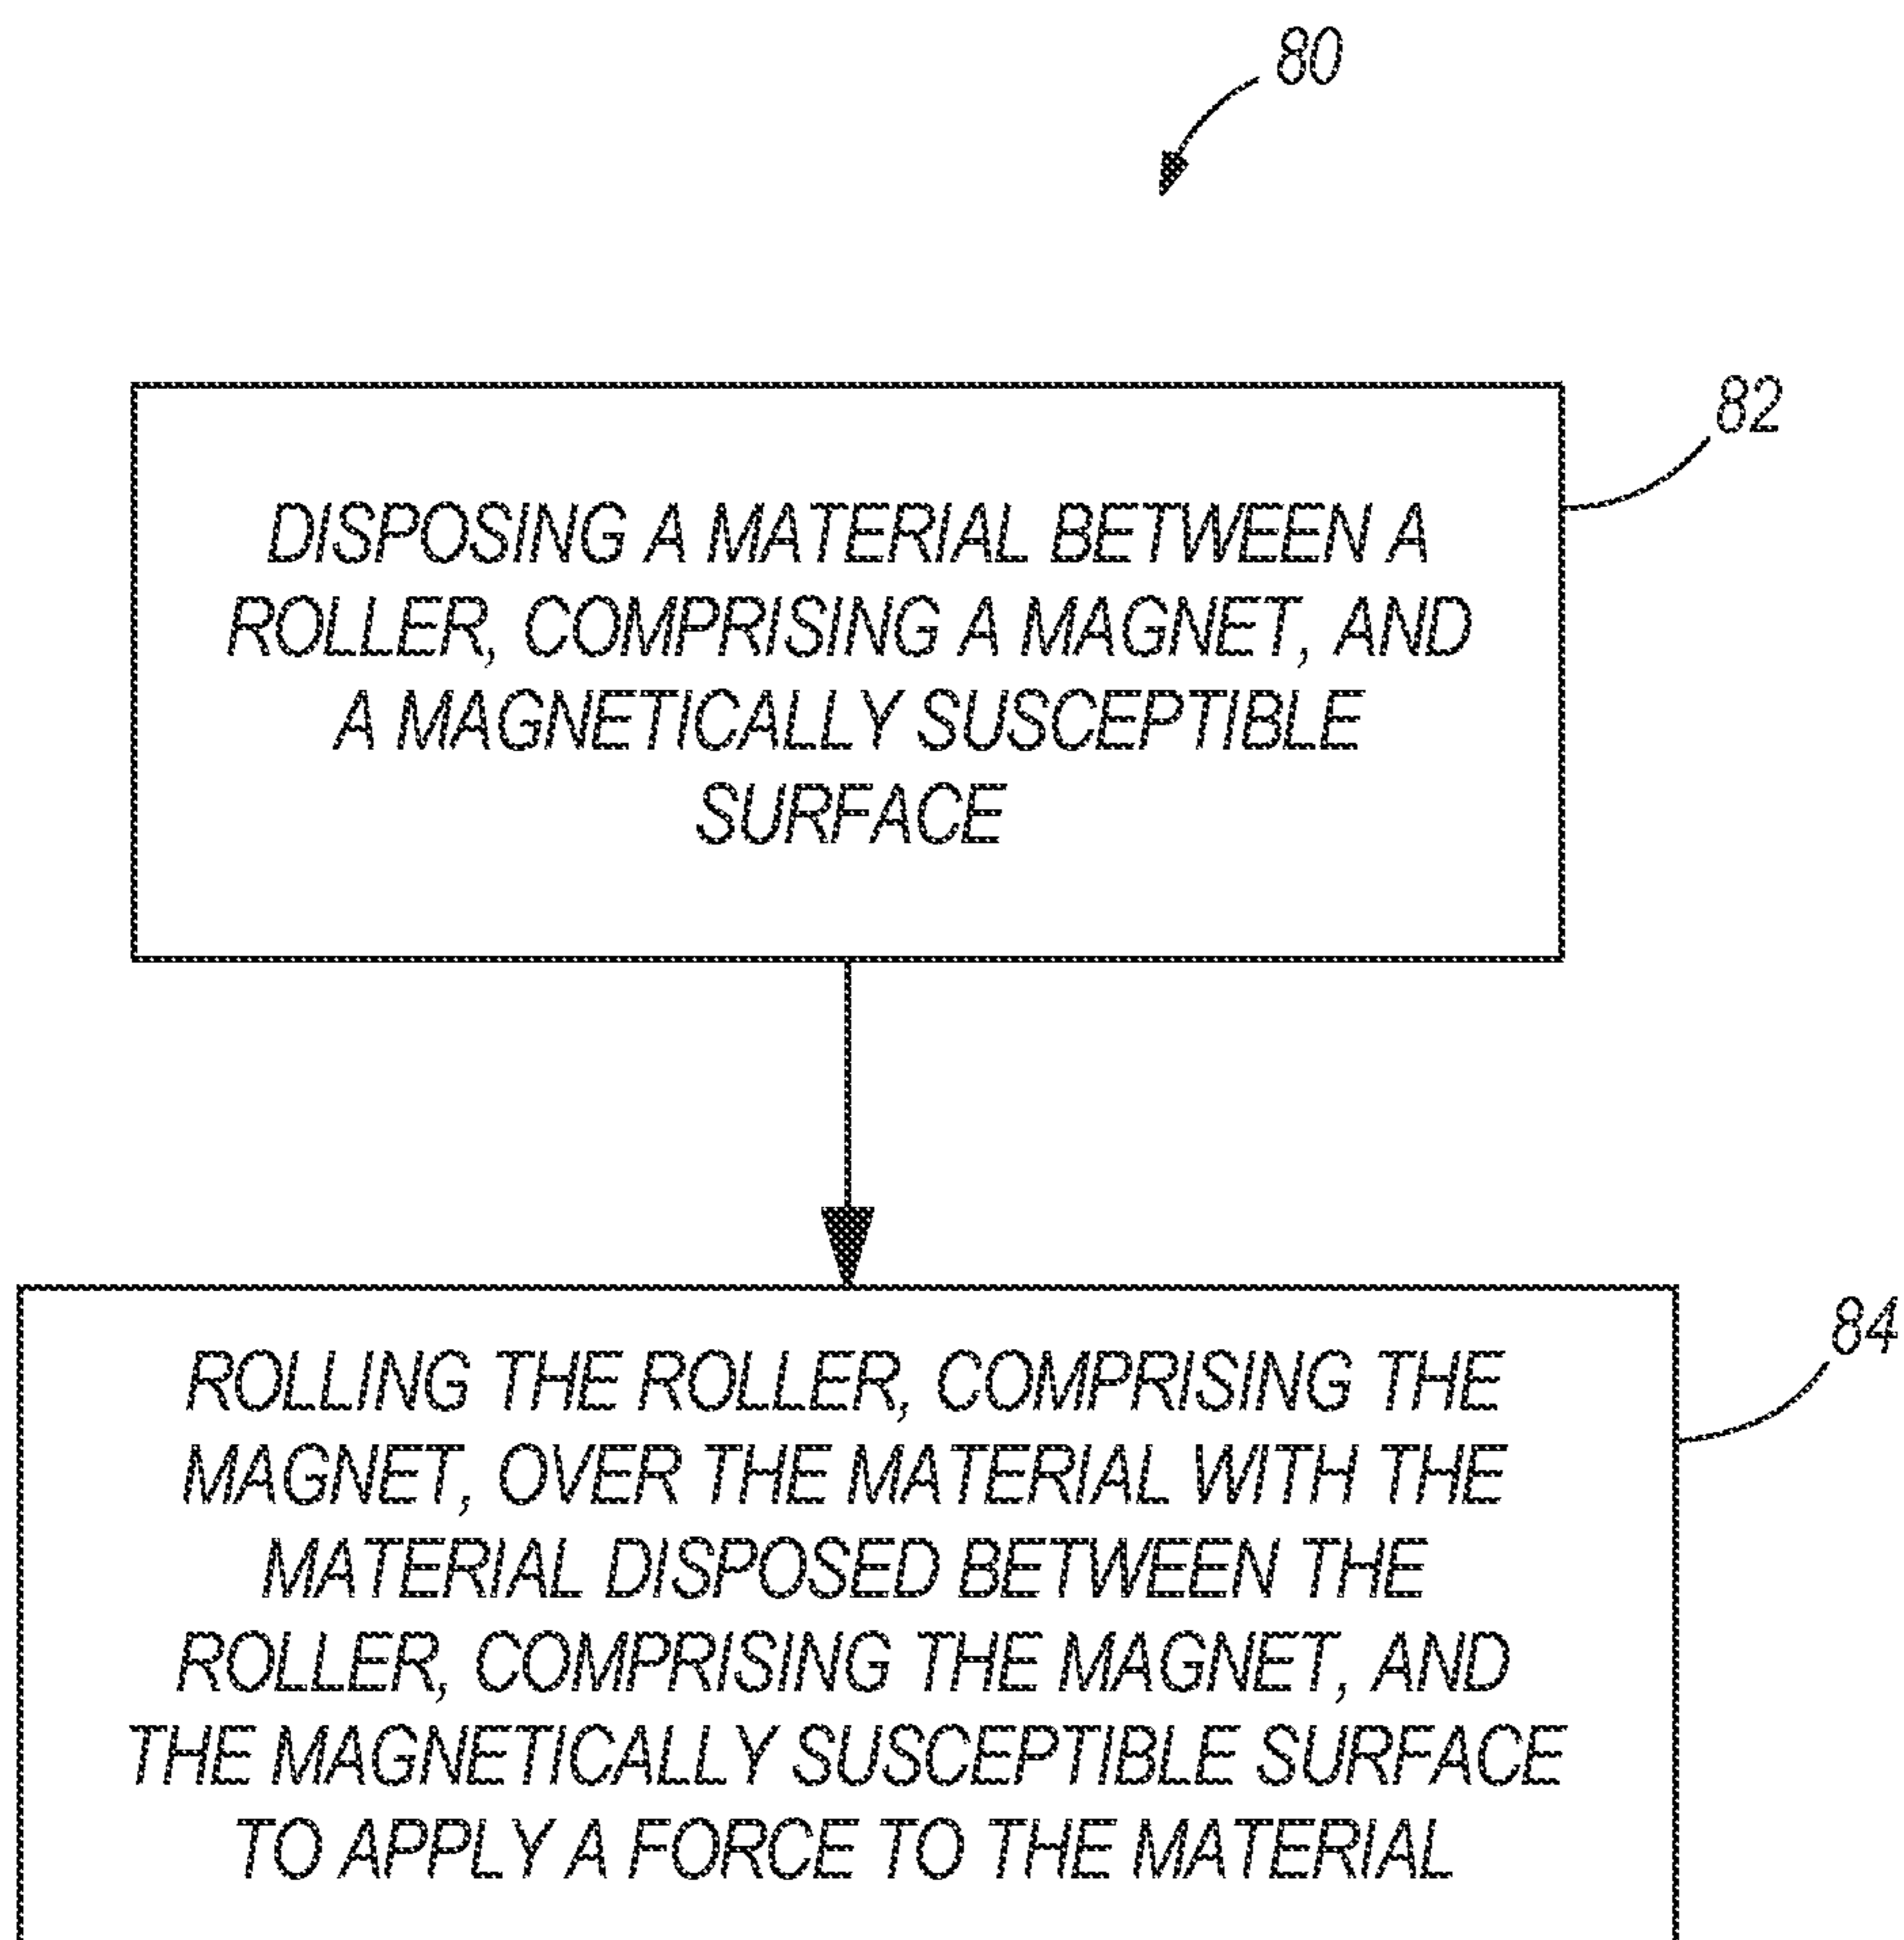 80
82
DISPOSING A MATERIAL BETWEEN A
ROLLER, COMPRISING A MAGNET, AND
A MAGNETICALLY SUSCEPTIBLE
SURFACE
84
ROLLING THE ROLLER, COMPRISING THE
MAGNET, OVER THE MATERIAL WITH THE
MATERIAL DISPOSED BETWEEN THE
ROLLER, COMPRISING THE MAGNET, AND
THE MAGNETICALLY SUSCEPTIBLE SURFACE
TO APPLY A FORCE TO THE MATERIAL